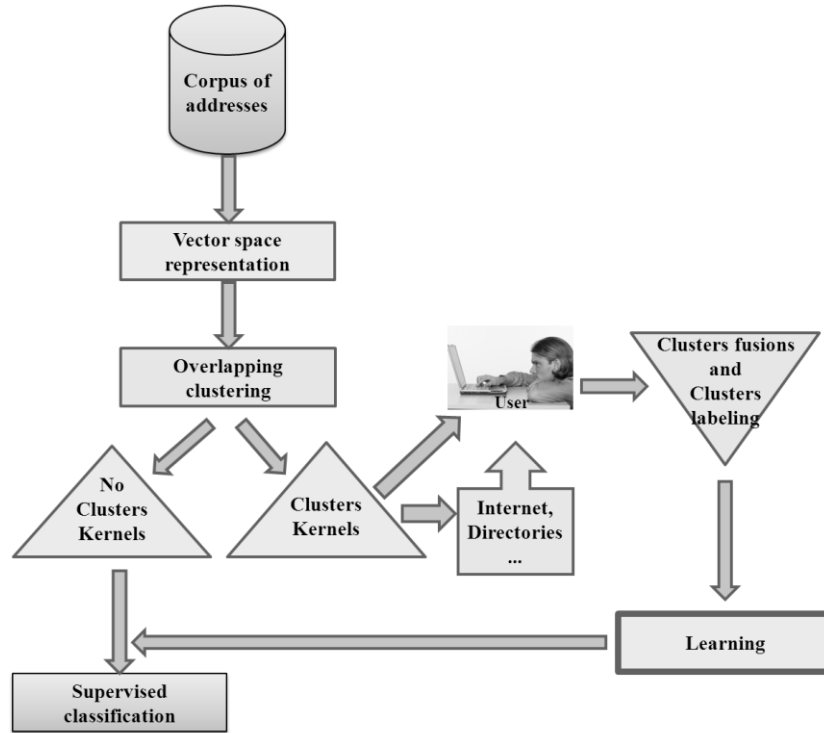 Corpus of
addresses
Vector space
representation
Overlapping
clustering
User
Clusters fusions
and
Clusters
labeling
No
Clusters
Kernels
Clusters
Kernels
Internet,
Directories
...
Learning
Supervised
classification